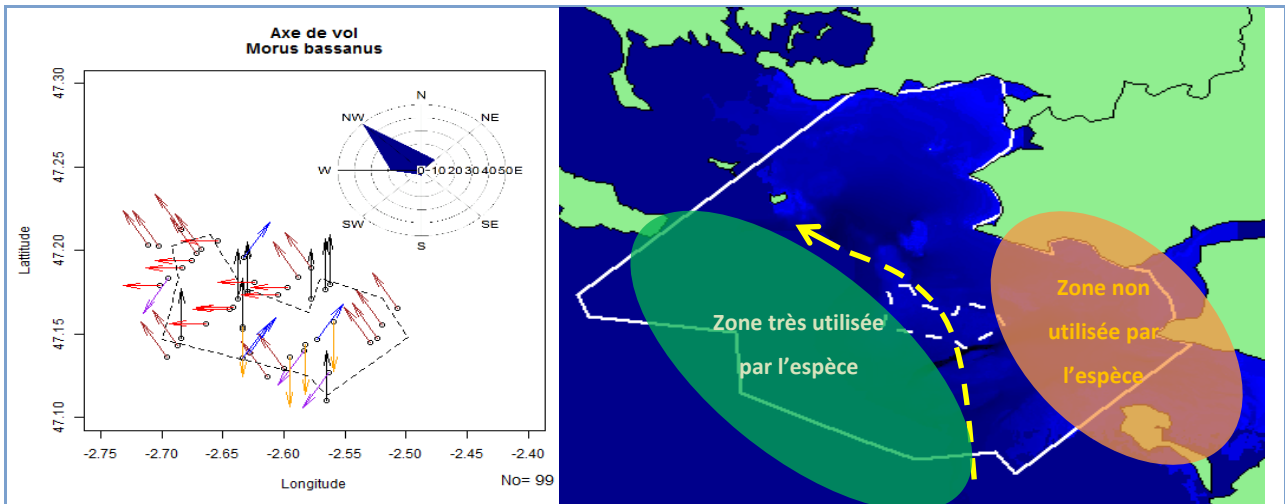 Axe de vol
Morus bassanus
47.30
47.25
47.20
47.15
47.10
Latitude
N
NW
NE
W
0 10 20 30 40 50 E
SW
SE
S
-2.75
-2.70
-2.65
-2.60
-2.55
-2.50
-2.45
-2.40
Longitude
No= 99
Zone très utilisée
par l'espèce
Zone non
utilisée par
l'espèce